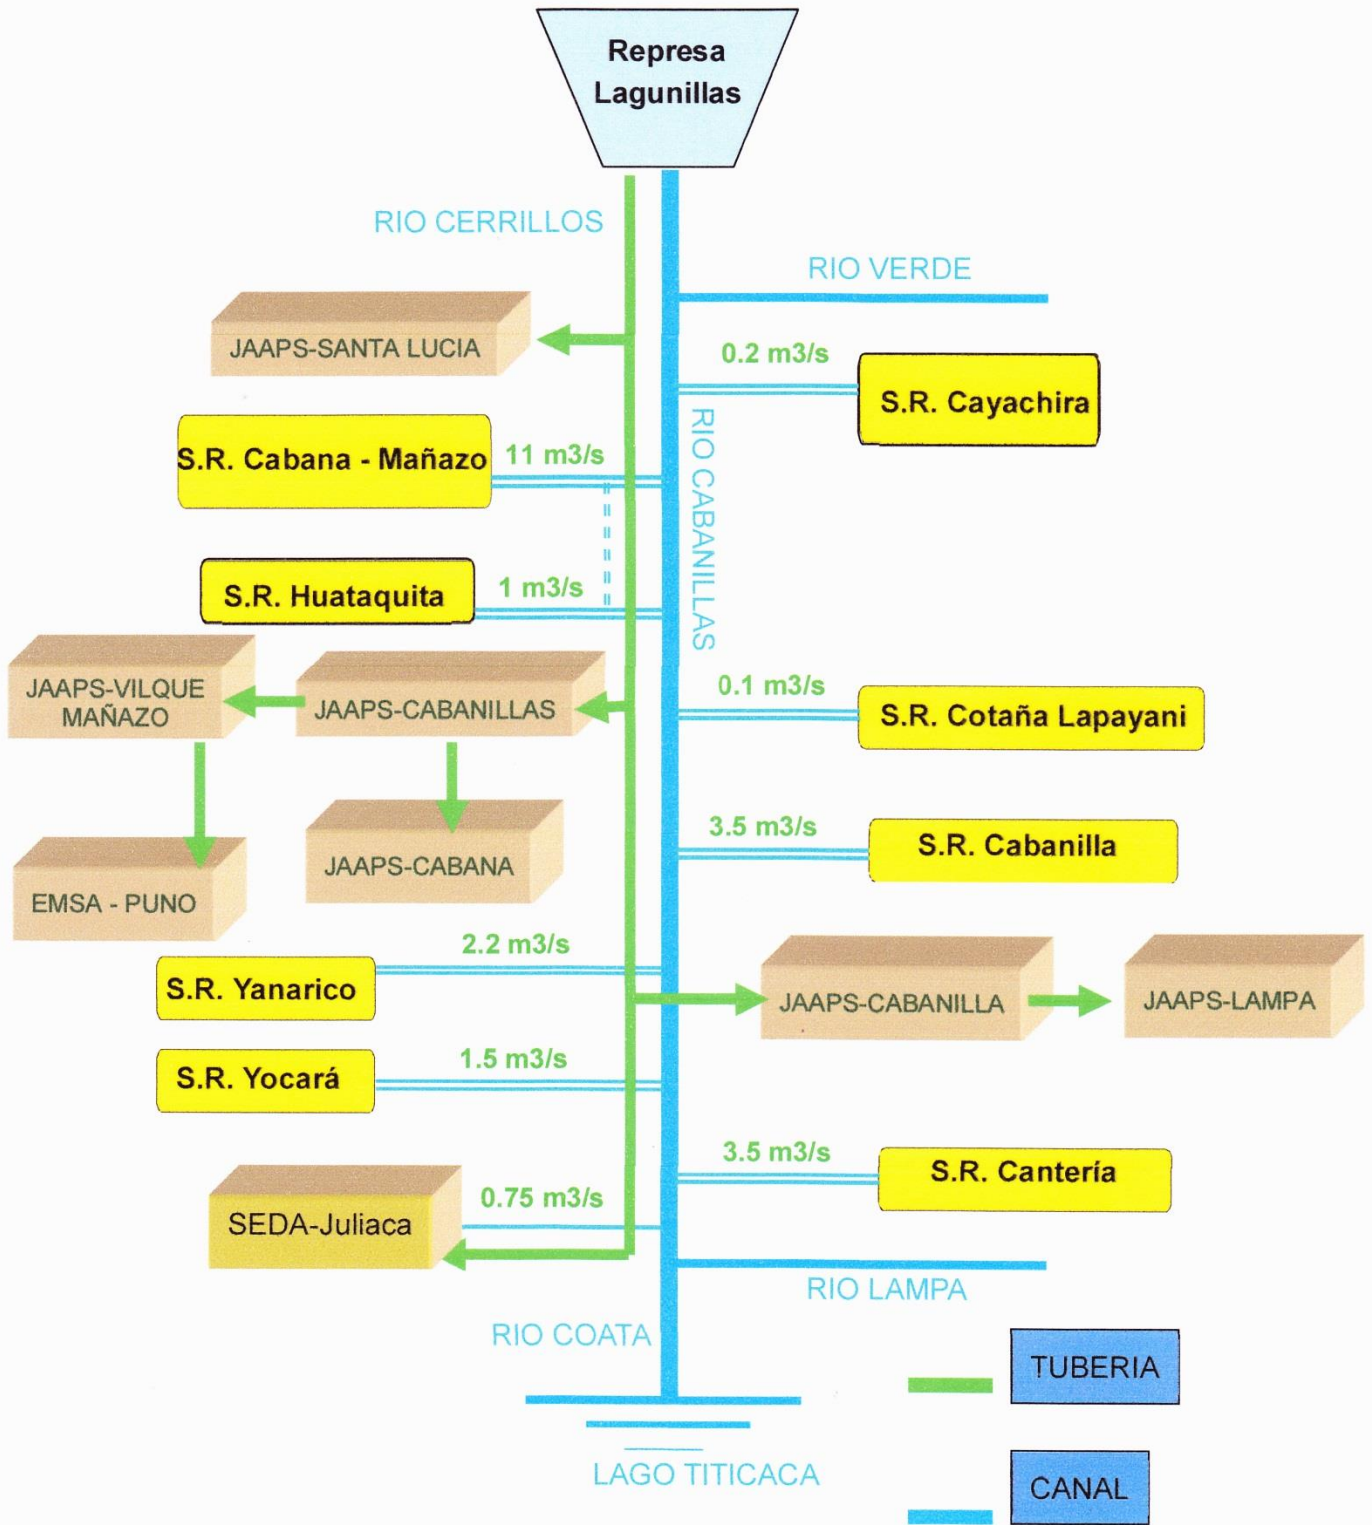 Represa
Lagunillas
RIO CERRILLOS
RIO VERDE
JAAPS-SANTA LUCIA
0.2 m3/s
S.R. Cayachira
S.R. Cabana - Mañazo
11 m3/s
RIO CABANILLAS
S.R. Huataquita
1 m3/s
JAAPS-VILQUE
MAÑAZO
JAAPS-CABANILLAS
0.1 m3/s
S.R. Cotaña Lapayani
3.5 m3/s
S.R. Cabanilla
JAAPS-CABANA
EMSA - PUNO
2.2 m3/s
S.R. Yanarico
JAAPS-CABANILLA
JAAPS-LAMPA
1.5 m3/s
S.R. Yocará
3.5 m3/s
S.R. Cantería
0.75 m3/s
SEDA-Juliaca
RIO LAMPA
RIO COATA
TUBERIA
LAGO TITICACA
CANAL